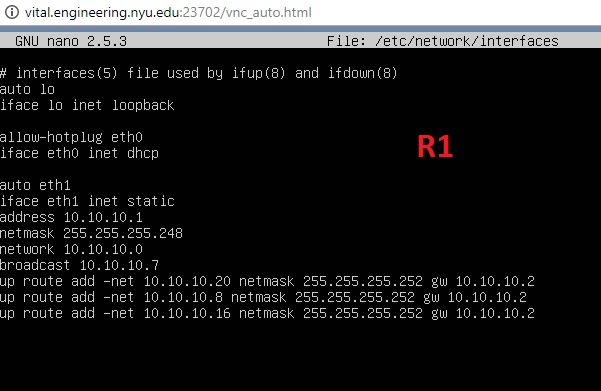 vital.engineering.nyu.edu:23702/vnc_auto.html
GNU nano 2.5.3 File: /etc/network/interfaces
# interfaces(5) file used by ifup(8) and ifdown(8)
auto lo
iface lo inet loopback
allow-hotplug eth0
iface eth0 inet dhcp
R1
auto eth1
iface eth1 inet static
address 10.10.10.1
netmask 255.255.255.248
network 10.10.10.0
broadcast 10.10.10.7
up route add -net 10.10.10.20 netmask 255.255.255.252 gw 10.10.10.2
up route add -net 10.10.10.8 netmask 255.255.255.252 gw 10.10.10.2
up route add -net 10.10.10.16 netmask 255.255.255.252 gw 10.10.10.2